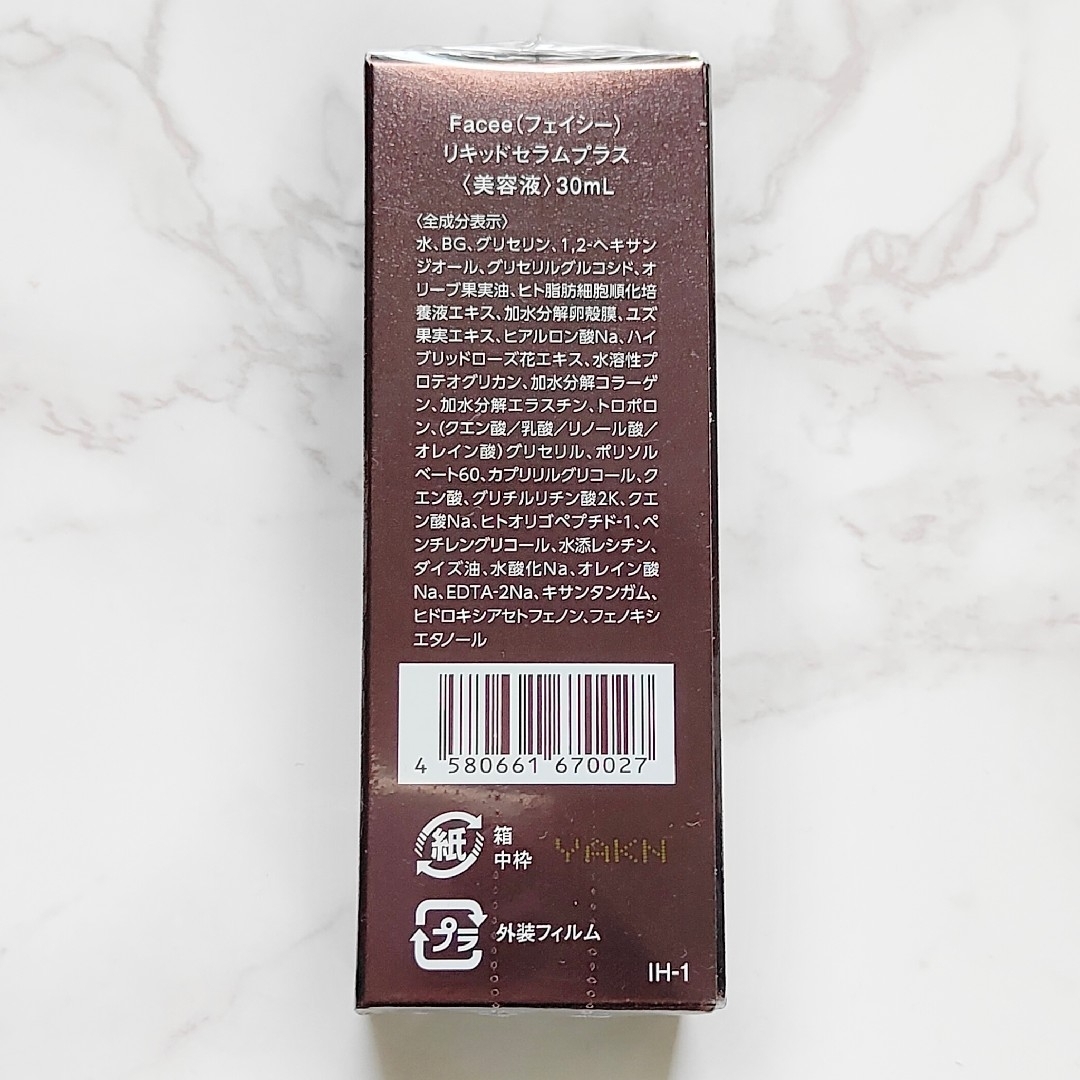 Facee(フェイシー)
リキッドセラムプラス
〈美容液〉30mL
〈全成分表示〉
水、BG、グリセリン、1,2-ヘキサン
ジオール、グリセリルグルコシド、オ
リーブ果実油、ヒト脂肪細胞順化培
養液エキス、加水分解卵殻膜、ユズ
果実エキス、ヒアルロン酸Na、ハイ
ブリッドローズ花エキス、水溶性プ
ロテオグリカン、加水分解コラーゲ
ン、加水分解エラスチン、トロポロ
ン、(クエン酸/乳酸/リノール酸/
オレイン酸)グリセリル、ポリソル
ベート60、カプリリルグリコール、ク
エン酸、グリチルリチン酸2K、クエ
ン酸Na、ヒトオリゴペプチド-1、ペ
ンチレングリコール、水添レシチン、
ダイズ油、水酸化Na、オレイン酸
Na、EDTA-2Na、キサンタンガム、
ヒドロキシアセトフェノン、フェノキシ
エタノール
4 580661 670027
紙 箱
中枠
YAKN
プラ 外装フィルム
IH-1